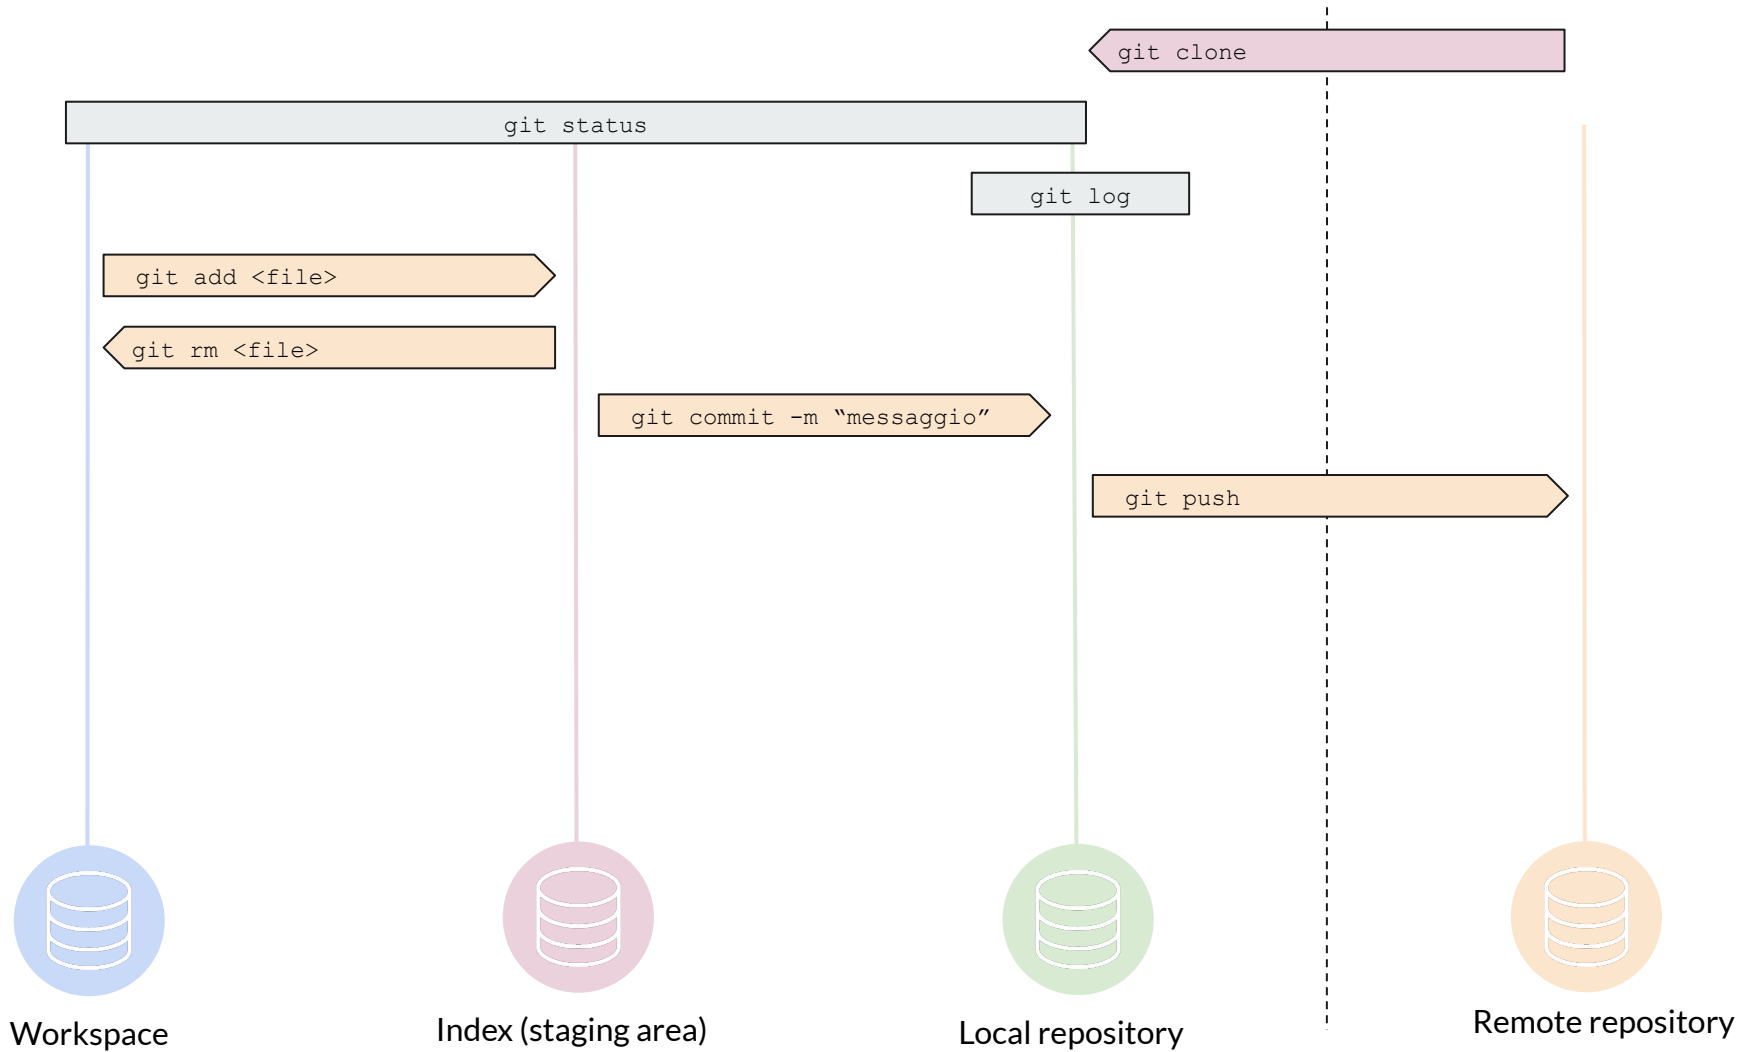 git clone
git status
git log
git add <file>
git rm <file>
git commit -m “messaggio”
git push
Workspace
Index (staging area)
Local repository
Remote repository